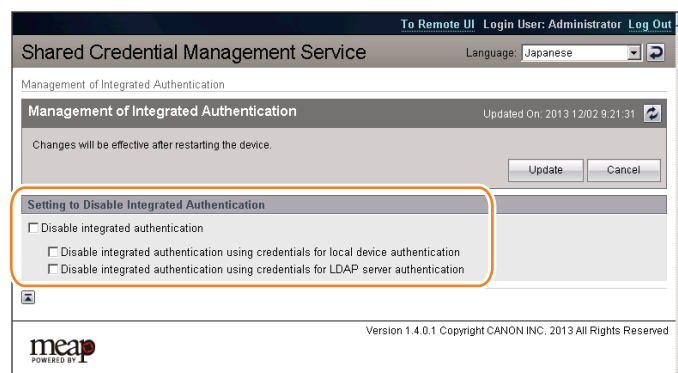 To Remote UI Login User: Administrator Log Out
Shared Credential Management Service Language: Japanese
Management of Integrated Authentication
Management of Integrated Authentication Updated On: 2013 12/02 9:21:31
Changes will be effective after restarting the device.
Update Cancel
Setting to Disable Integrated Authentication
Disable integrated authentication
Disable integrated authentication using credentials for local device authentication
Disable integrated authentication using credentials for LDAP server authentication
Version 1.4.0.1 Copyright CANON INC. 2013 All Rights Reserved
meap
POWERED BY